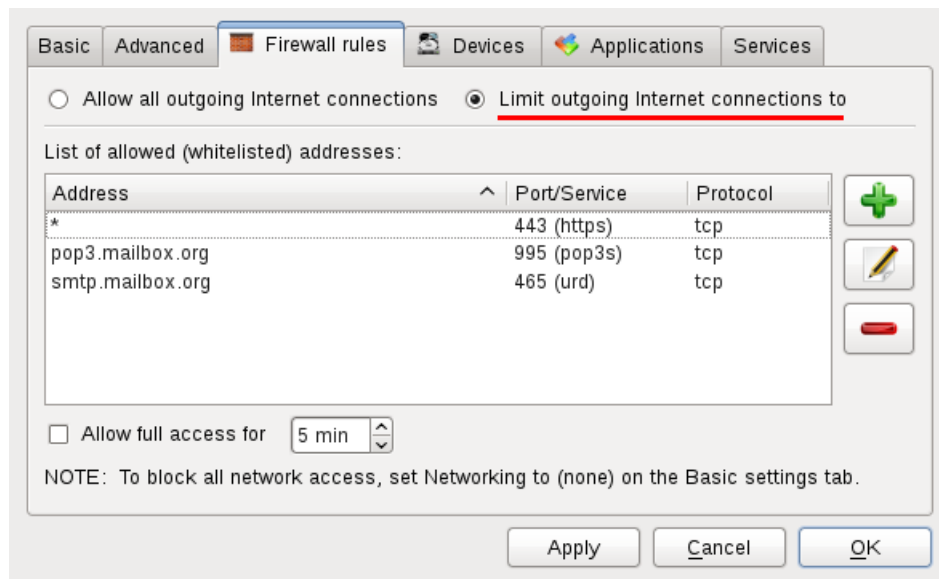 Basic Advanced Firewall rules Devices Applications Services
Allow all outgoing Internet connections Limit outgoing Internet connections to
List of allowed (whitelisted) addresses:
Address Port/Service Protocol
* 443 (https) tcp
pop3.mailbox.org 995 (pop3s) tcp
smtp.mailbox.org 465 (urd) tcp
Allow full access for 5 min
NOTE: To block all network access, set Networking to (none) on the Basic settings tab.
Apply Cancel OK